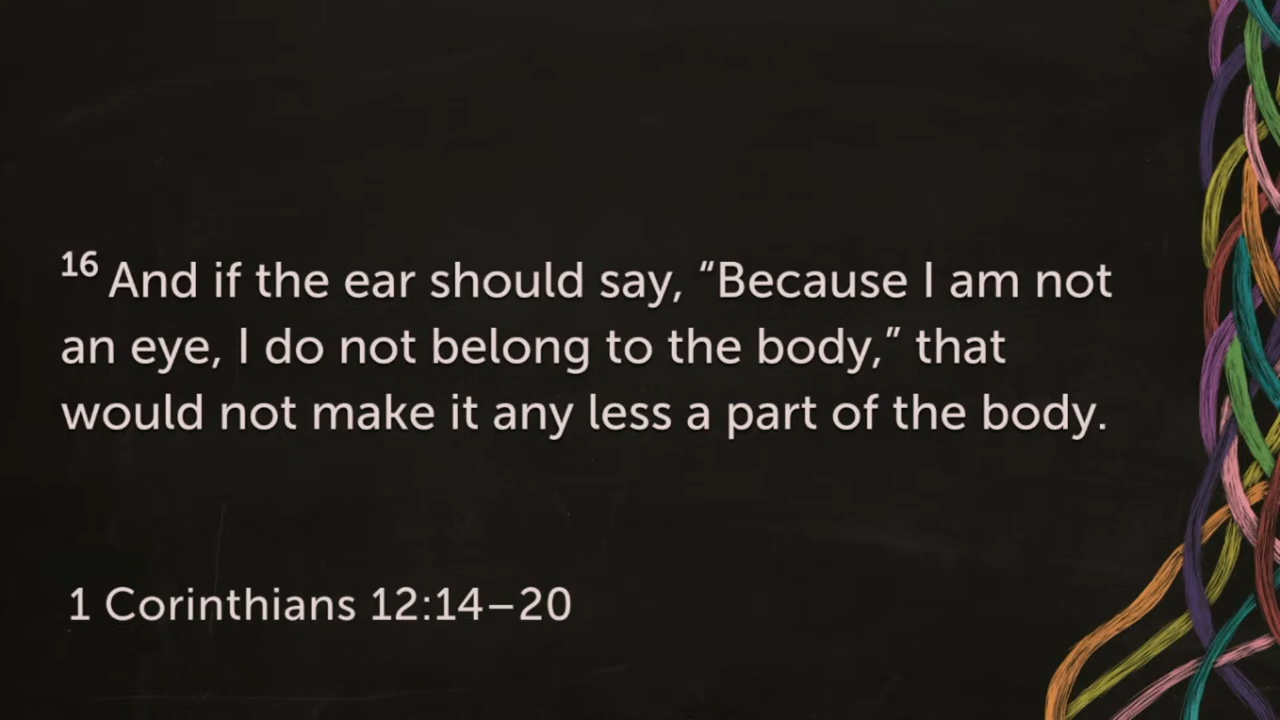 16 And if the ear should say, “Because I am not
an eye, I do not belong to the body,” that
would not make it any less a part of the body.
1 Corinthians 12:14–20